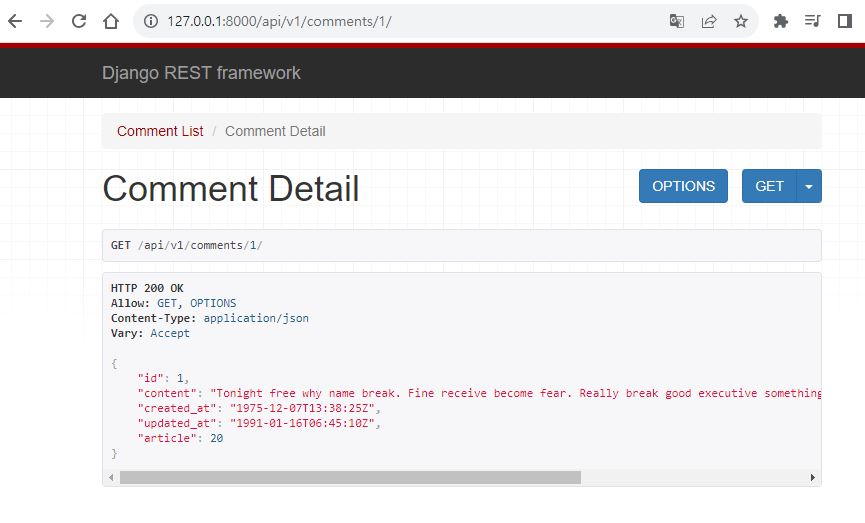 127.0.0.1:8000/api/v1/comments/1/
Django REST framework
Comment List / Comment Detail
Comment Detail
OPTIONS
GET
GET /api/v1/comments/1/
HTTP 200 OK
Allow: GET, OPTIONS
Content-Type: application/json
Vary: Accept
{
"id": 1,
"content": "Tonight free why name break. Fine receive become fear. Really break good executive something
"created_at": "1975-12-07T13:38:25Z",
"updated_at": "1991-01-16T06:45:10Z",
"article": 20
}